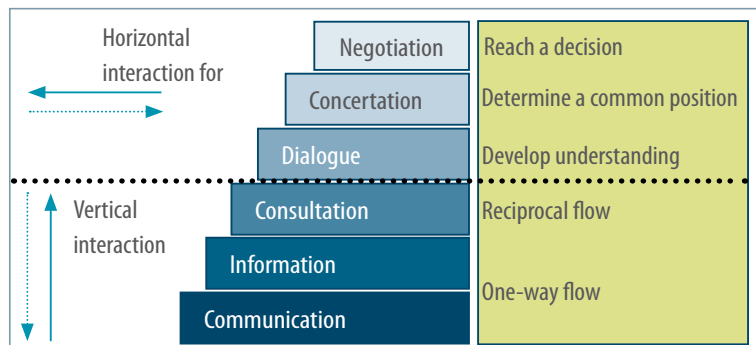 Horizontal
interaction for
Negotiation
Reach a decision
Concertation
Determine a common position
Dialogue
Develop understanding
Vertical
interaction
Consultation
Reciprocal flow
Information
One-way flow
Communication